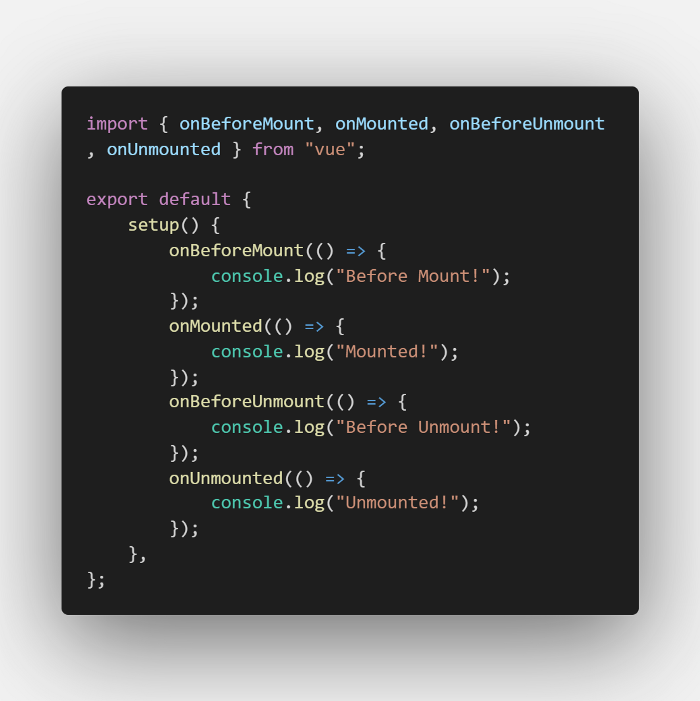 import { onBeforeMount, onMounted, onBeforeUnmount
, onUnmounted } from "vue";

export default {
    setup() {
        onBeforeMount(() => {
            console.log("Before Mount!");
        });
        onMounted(() => {
            console.log("Mounted!");
        });
        onBeforeUnmount(() => {
            console.log("Before Unmount!");
        });
        onUnmounted(() => {
            console.log("Unmounted!");
        });
    },
};